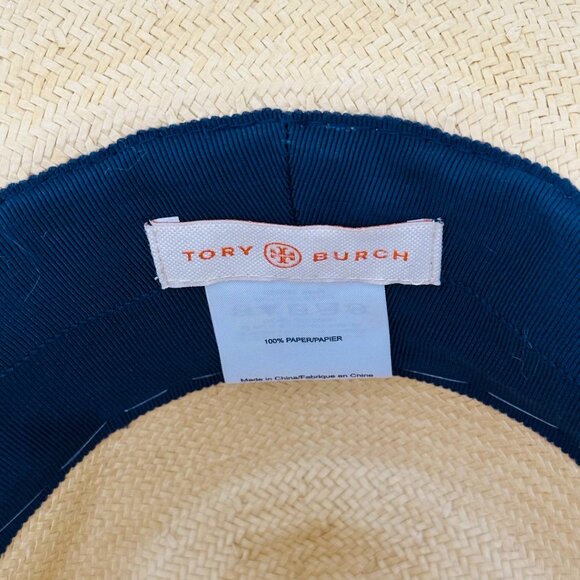 TORY BURCH
100% PAPER/PAPIER
Made in China/Fabrique en Chine